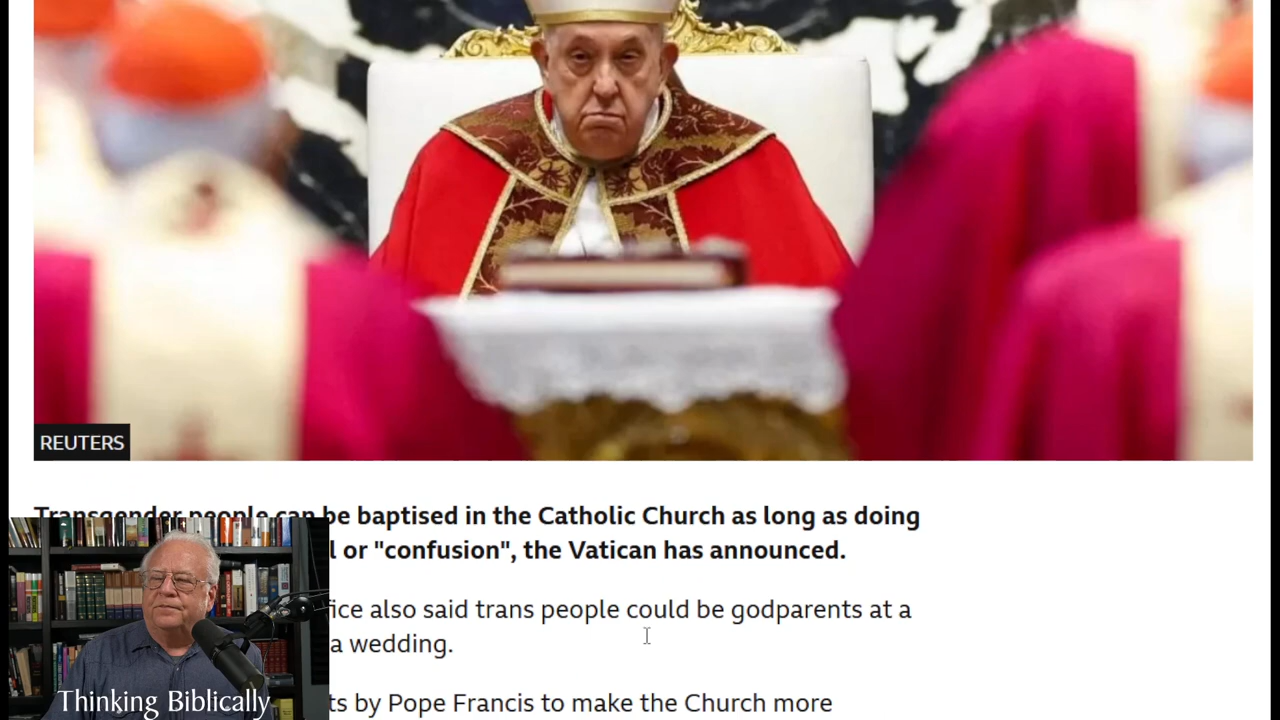 REUTERS
Transgender people can be baptised in the Catholic Church as long as doing
l or "confusion", the Vatican has announced.
fice also said trans people could be godparents at a
a wedding.
ts by Pope Francis to make the Church more
Thinking Biblically